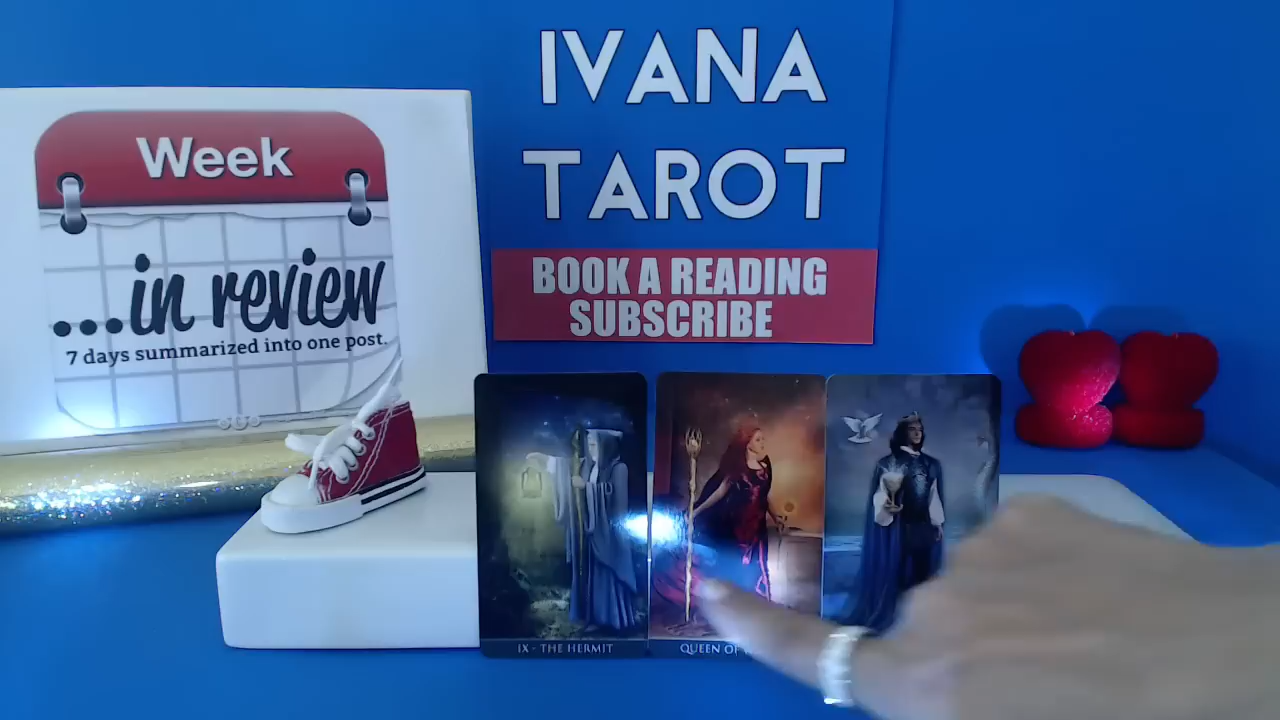 Week
...in review
7 days summarized into one post.
IVANA
TAROT
BOOK A READING
SUBSCRIBE
IX - THE HERMIT
QUEEN OF